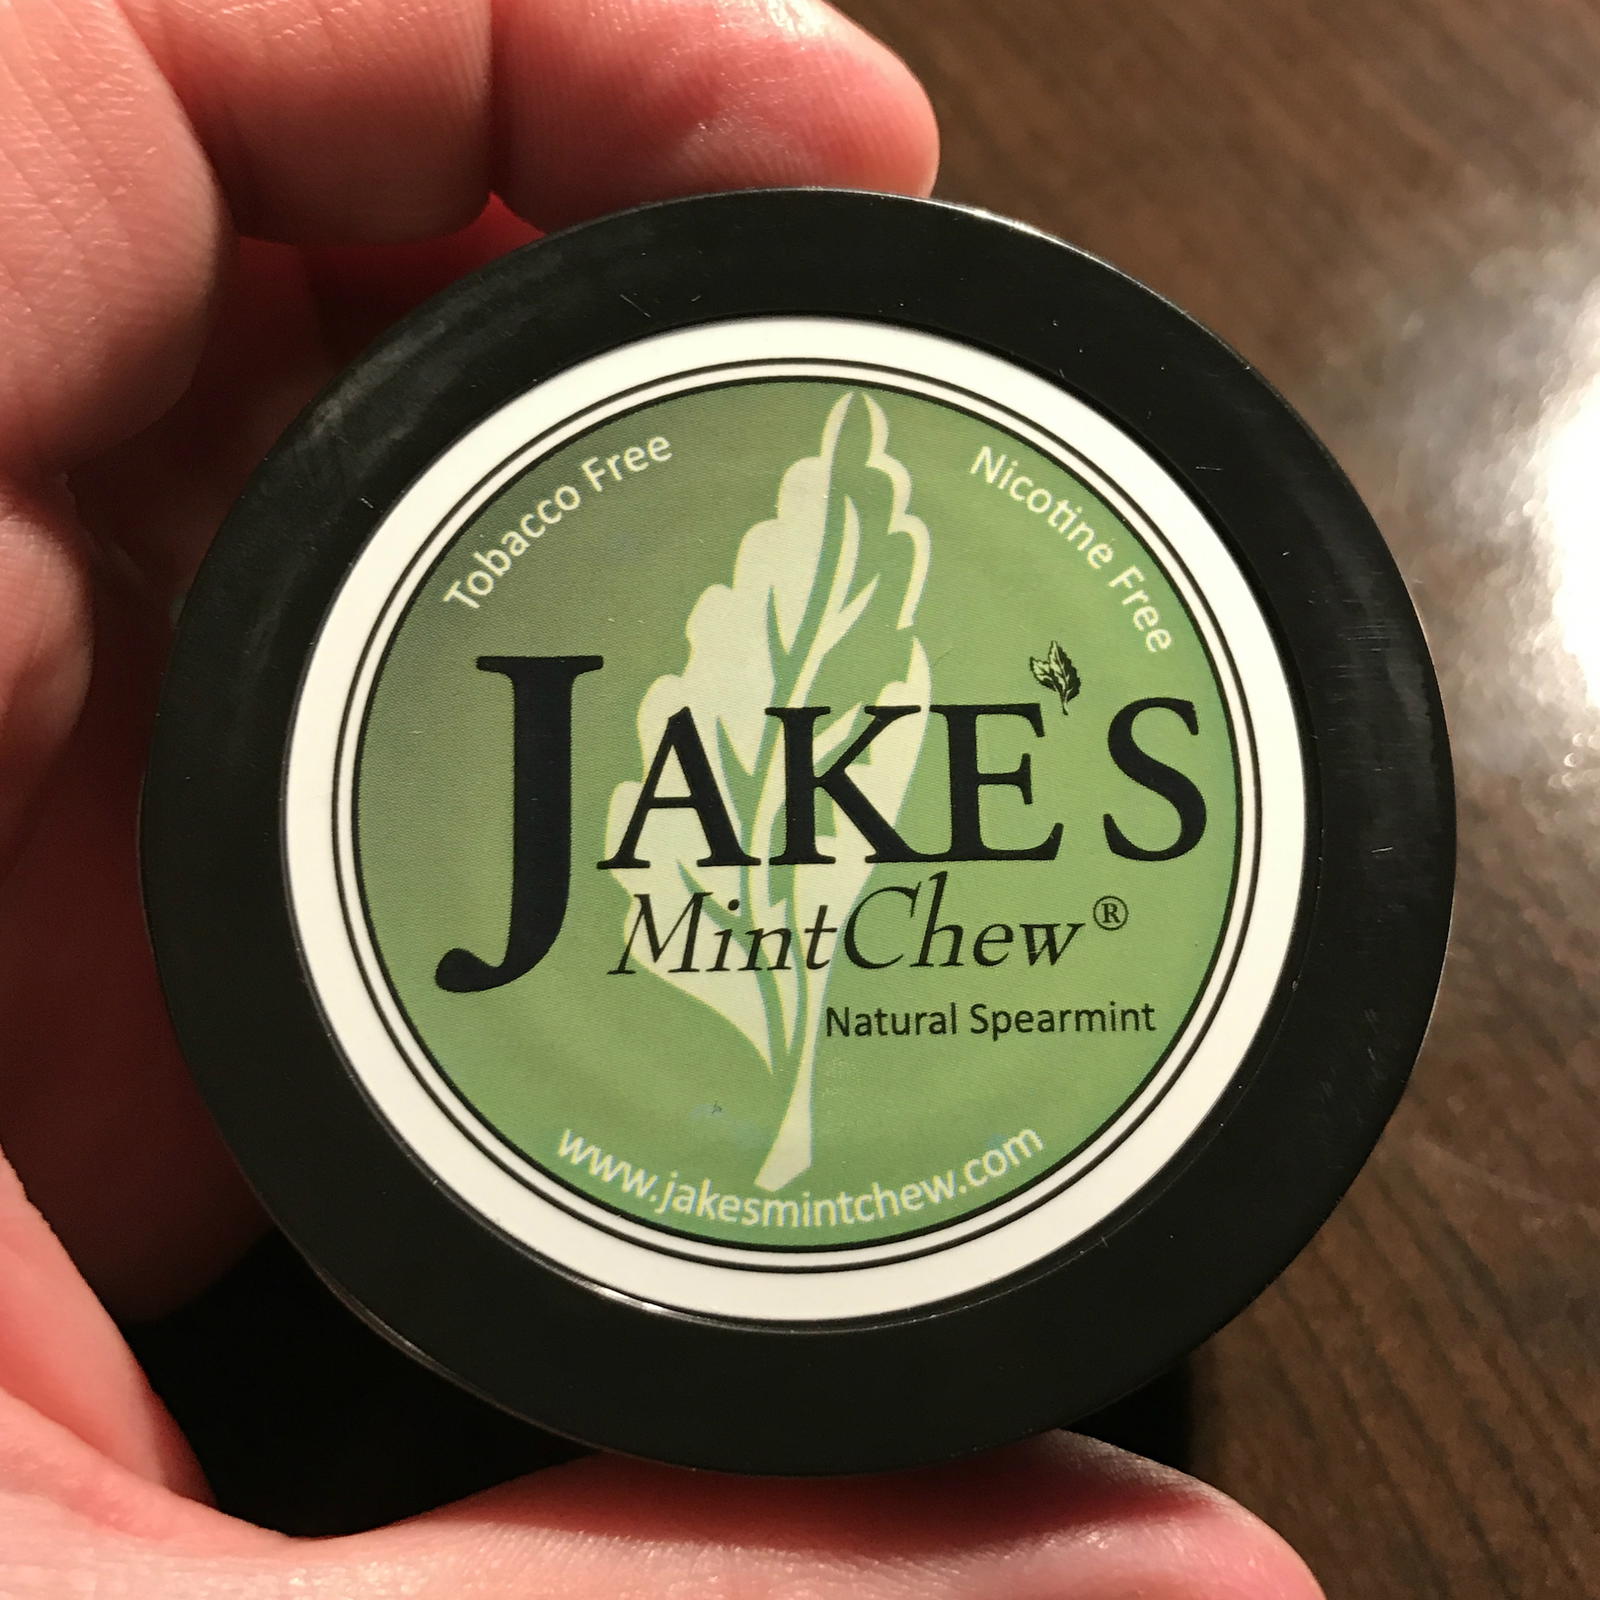 Tobacco Free
Nicotine Free
JAKE'S
MintChew®
Natural Spearmint
www.jakesmintchew.com